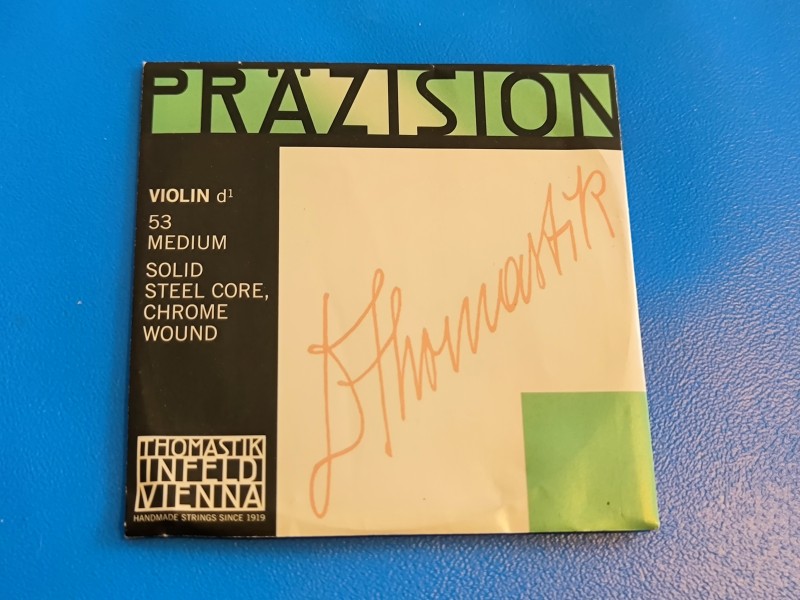 PRÄZISION
VIOLIN d¹
53
MEDIUM
SOLID
STEEL CORE,
CHROME
WOUND
Thomastik
THOMASTIK
INFELD
VIENNA
HANDMADE STRINGS SINCE 1919